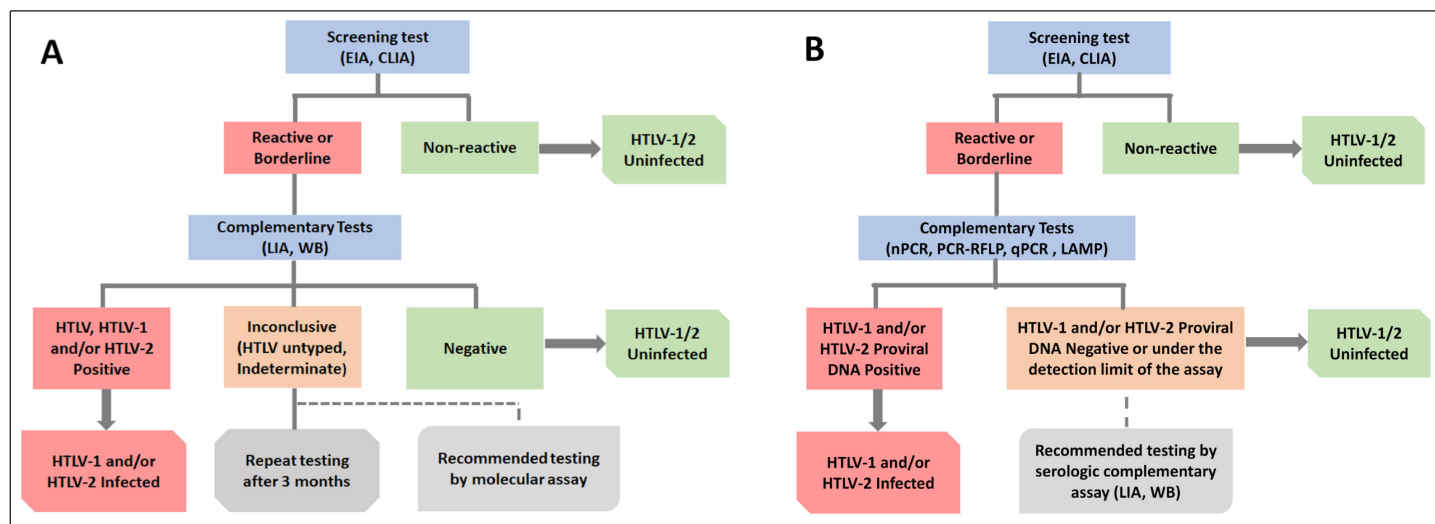 A
Screening test
(EIA, CLIA)
Reactive or
Borderline
Non-reactive
HTLV-1/2
Uninfected
Complementary Tests
(LIA, WB)
HTLV, HTLV-1
and/or HTLV-2
Positive
Inconclusive
(HTLV untyped,
Indeterminate)
Negative
HTLV-1/2
Uninfected
HTLV-1 and/or
HTLV-2 Infected
Repeat testing
after 3 months
Recommended testing
by molecular assay
B
Screening test
(EIA, CLIA)
Reactive or
Borderline
Non-reactive
HTLV-1/2
Uninfected
Complementary Tests
(nPCR, PCR-RFLP, qPCR , LAMP)
HTLV-1 and/or
HTLV-2 Proviral
DNA Positive
HTLV-1 and/or HTLV-2 Proviral
DNA Negative or under the
detection limit of the assay
HTLV-1/2
Uninfected
HTLV-1 and/or
HTLV-2 Infected
Recommended testing by
serologic complementary
assay (LIA, WB)